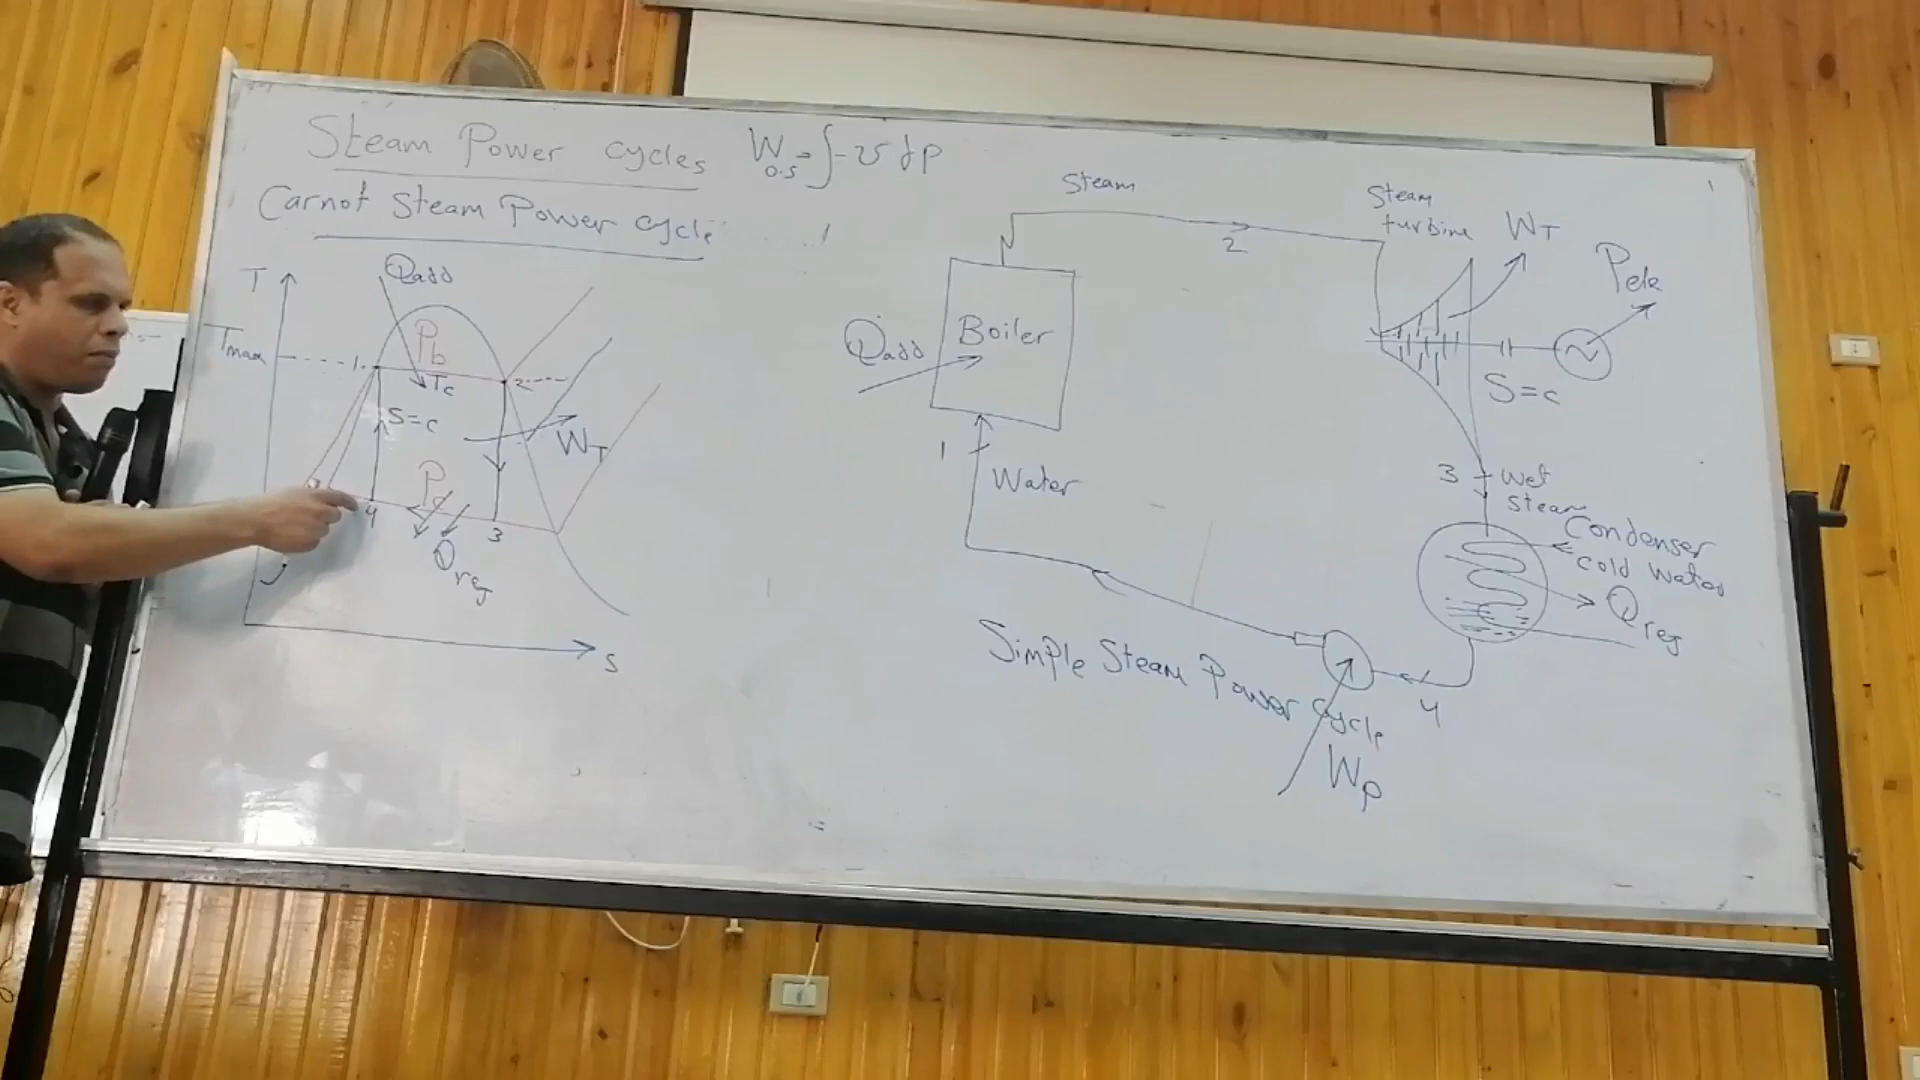 Steam Power cycles W o.s = ∫-v dp
Carnot Steam Power cycle
T
Qadd
Tmax
1
Pb
Tc
2
S=c
WT
Pc
4
3
Qrej
S
Steam
2
Steam
turbine
WT
Pele
Qadd
Boiler
S=c
1
Water
3
Wet
Steam
Condenser
cold Water
Qrej
Simple Steam Power cycle
4
Wp